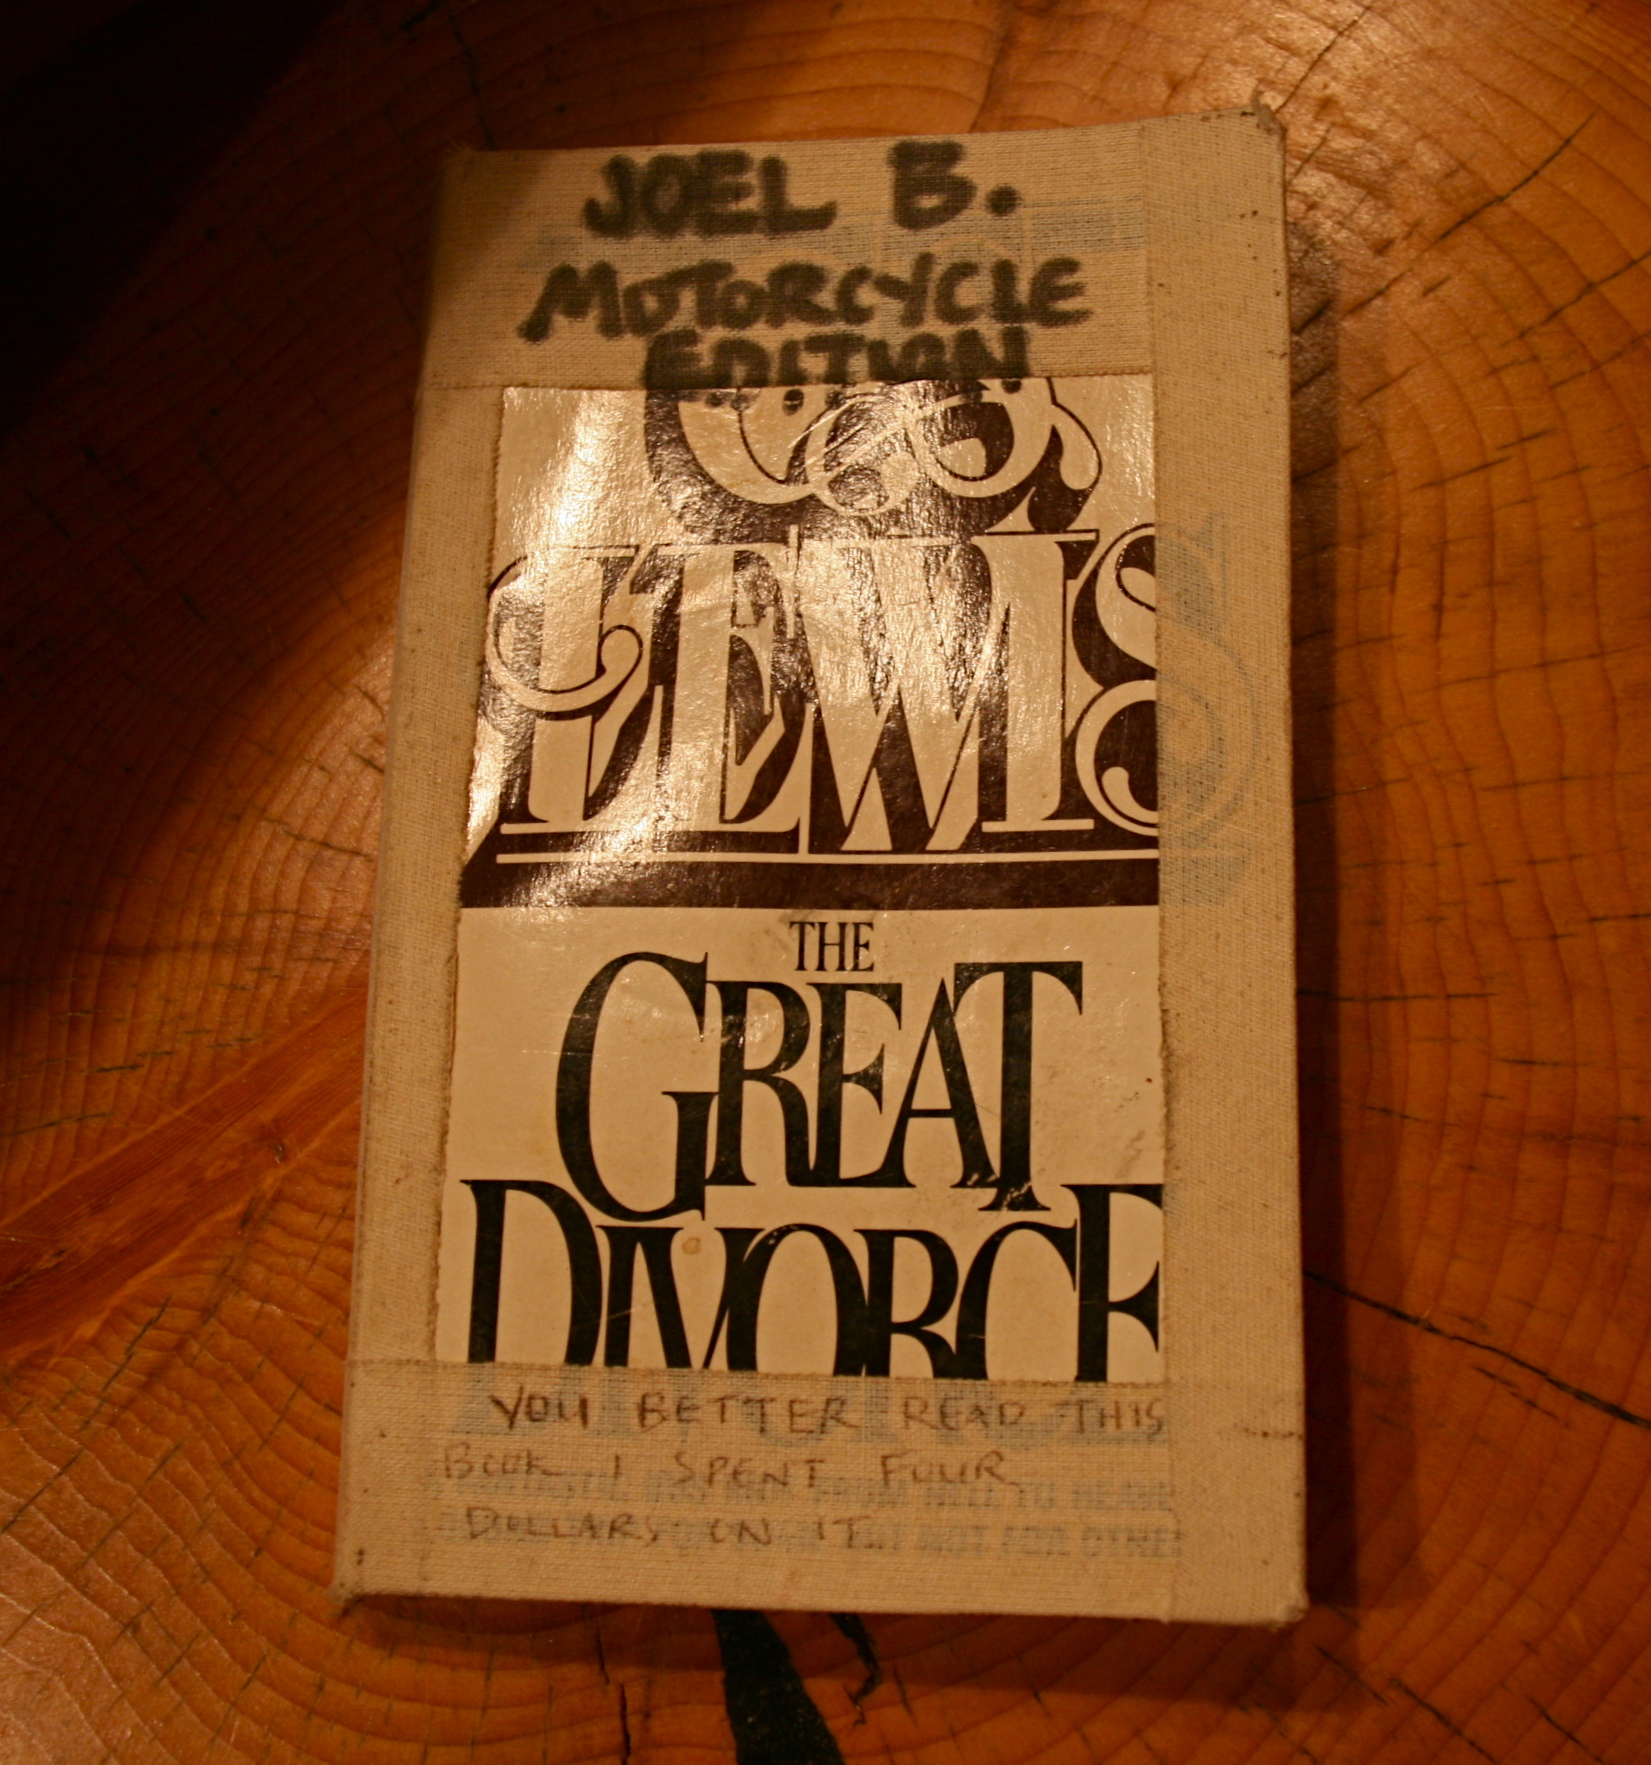 JOEL B.
MOTORCYCLE
EDITION
C.S.
LEWIS
THE
GREAT
DIVORCE
YOU BETTER READ THIS
BOOK I SPENT FOUR
DOLLARS ON IT